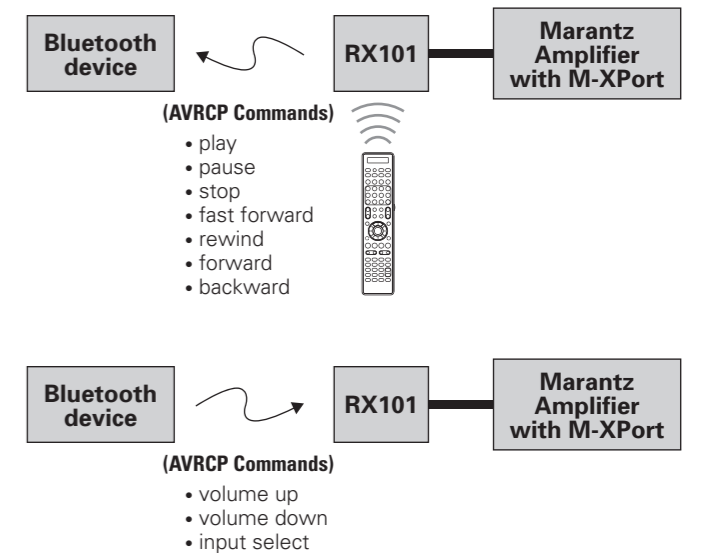 Bluetooth
device
RX101
Marantz
Amplifier
with M-XPort
(AVRCP Commands)
• play
• pause
• stop
• fast forward
• rewind
• forward
• backward
Bluetooth
device
RX101
Marantz
Amplifier
with M-XPort
(AVRCP Commands)
• volume up
• volume down
• input select